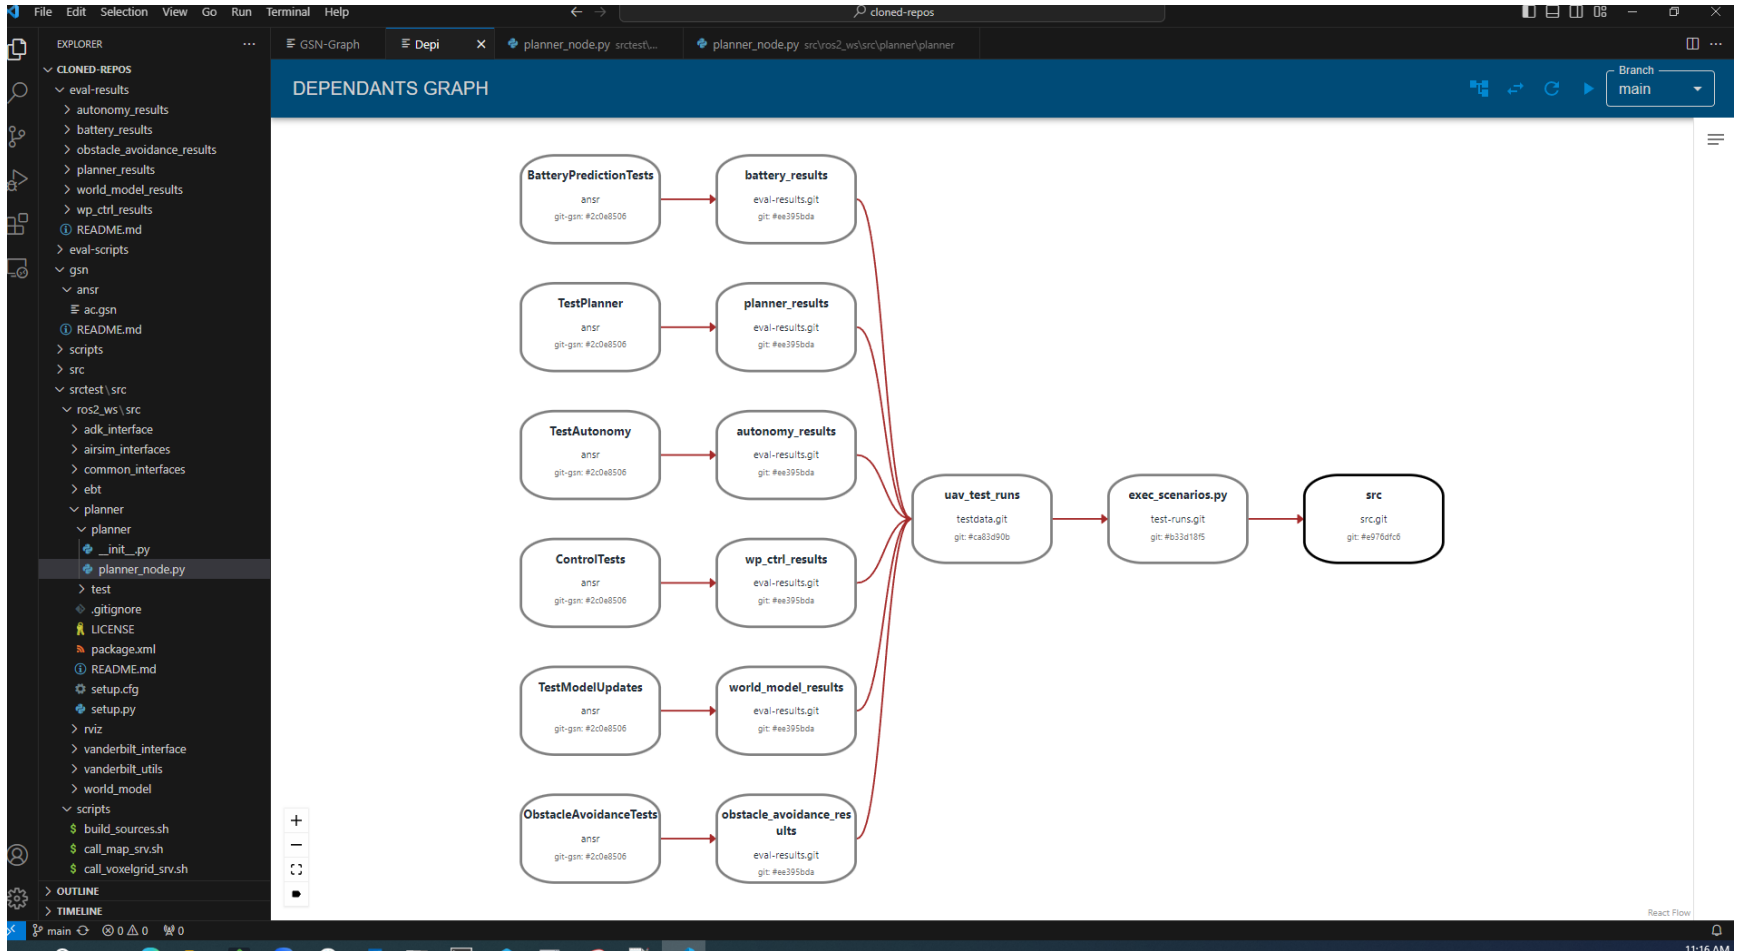 File Edit Selection View Go Run Terminal Help
cloned-repos
EXPLORER
GSN-Graph
Depi
planner_node.py srctest\...
planner_node.py src\ros2_ws\src\planner\planner
CLONED-REPOS
eval-results
autonomy_results
battery_results
obstacle_avoidance_results
planner_results
world_model_results
wp_ctrl_results
README.md
eval-scripts
gsn
ansr
ac.gsn
README.md
scripts
src
srctest\src
ros2_ws\src
adk_interface
airsim_interfaces
common_interfaces
ebt
planner
planner
__init__.py
planner_node.py
test
.gitignore
LICENSE
package.xml
README.md
setup.cfg
setup.py
rviz
vanderbilt_interface
vanderbilt_utils
world_model
scripts
build_sources.sh
call_map_srv.sh
call_voxelgrid_srv.sh
OUTLINE
TIMELINE
DEPENDANTS GRAPH
Branch
main
BatteryPredictionTests
ansr
git-gsn: #2c0e8506
battery_results
eval-results.git
git: #ee395bda
TestPlanner
ansr
git-gsn: #2c0e8506
planner_results
eval-results.git
git: #ee395bda
TestAutonomy
ansr
git-gsn: #2c0e8506
autonomy_results
eval-results.git
git: #ee395bda
uav_test_runs
testdata.git
git: #ca83d90b
exec_scenarios.py
test-runs.git
git: #b33d18f5
src
src.git
git: #e976dfc6
ControlTests
ansr
git-gsn: #2c0e8506
wp_ctrl_results
eval-results.git
git: #ee395bda
TestModelUpdates
ansr
git-gsn: #2c0e8506
world_model_results
eval-results.git
git: #ee395bda
ObstacleAvoidanceTests
ansr
git-gsn: #2c0e8506
obstacle_avoidance_res
ults
eval-results.git
git: #ee395bda
React Flow
main 0 0 0
11:16 AM